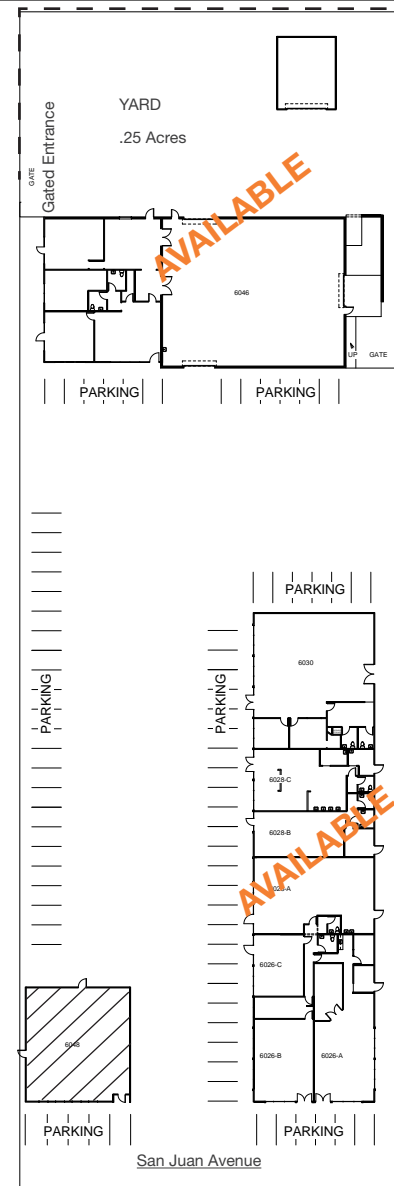 YARD
.25 Acres
GATE
Gated Entrance
AVAILABLE
6046
UP
GATE
PARKING
PARKING
PARKING
6030
PARKING
PARKING
6028-C
6028-B
AVAILABLE
6026-C
6048
6026-B
6026-A
PARKING
PARKING
San Juan Avenue